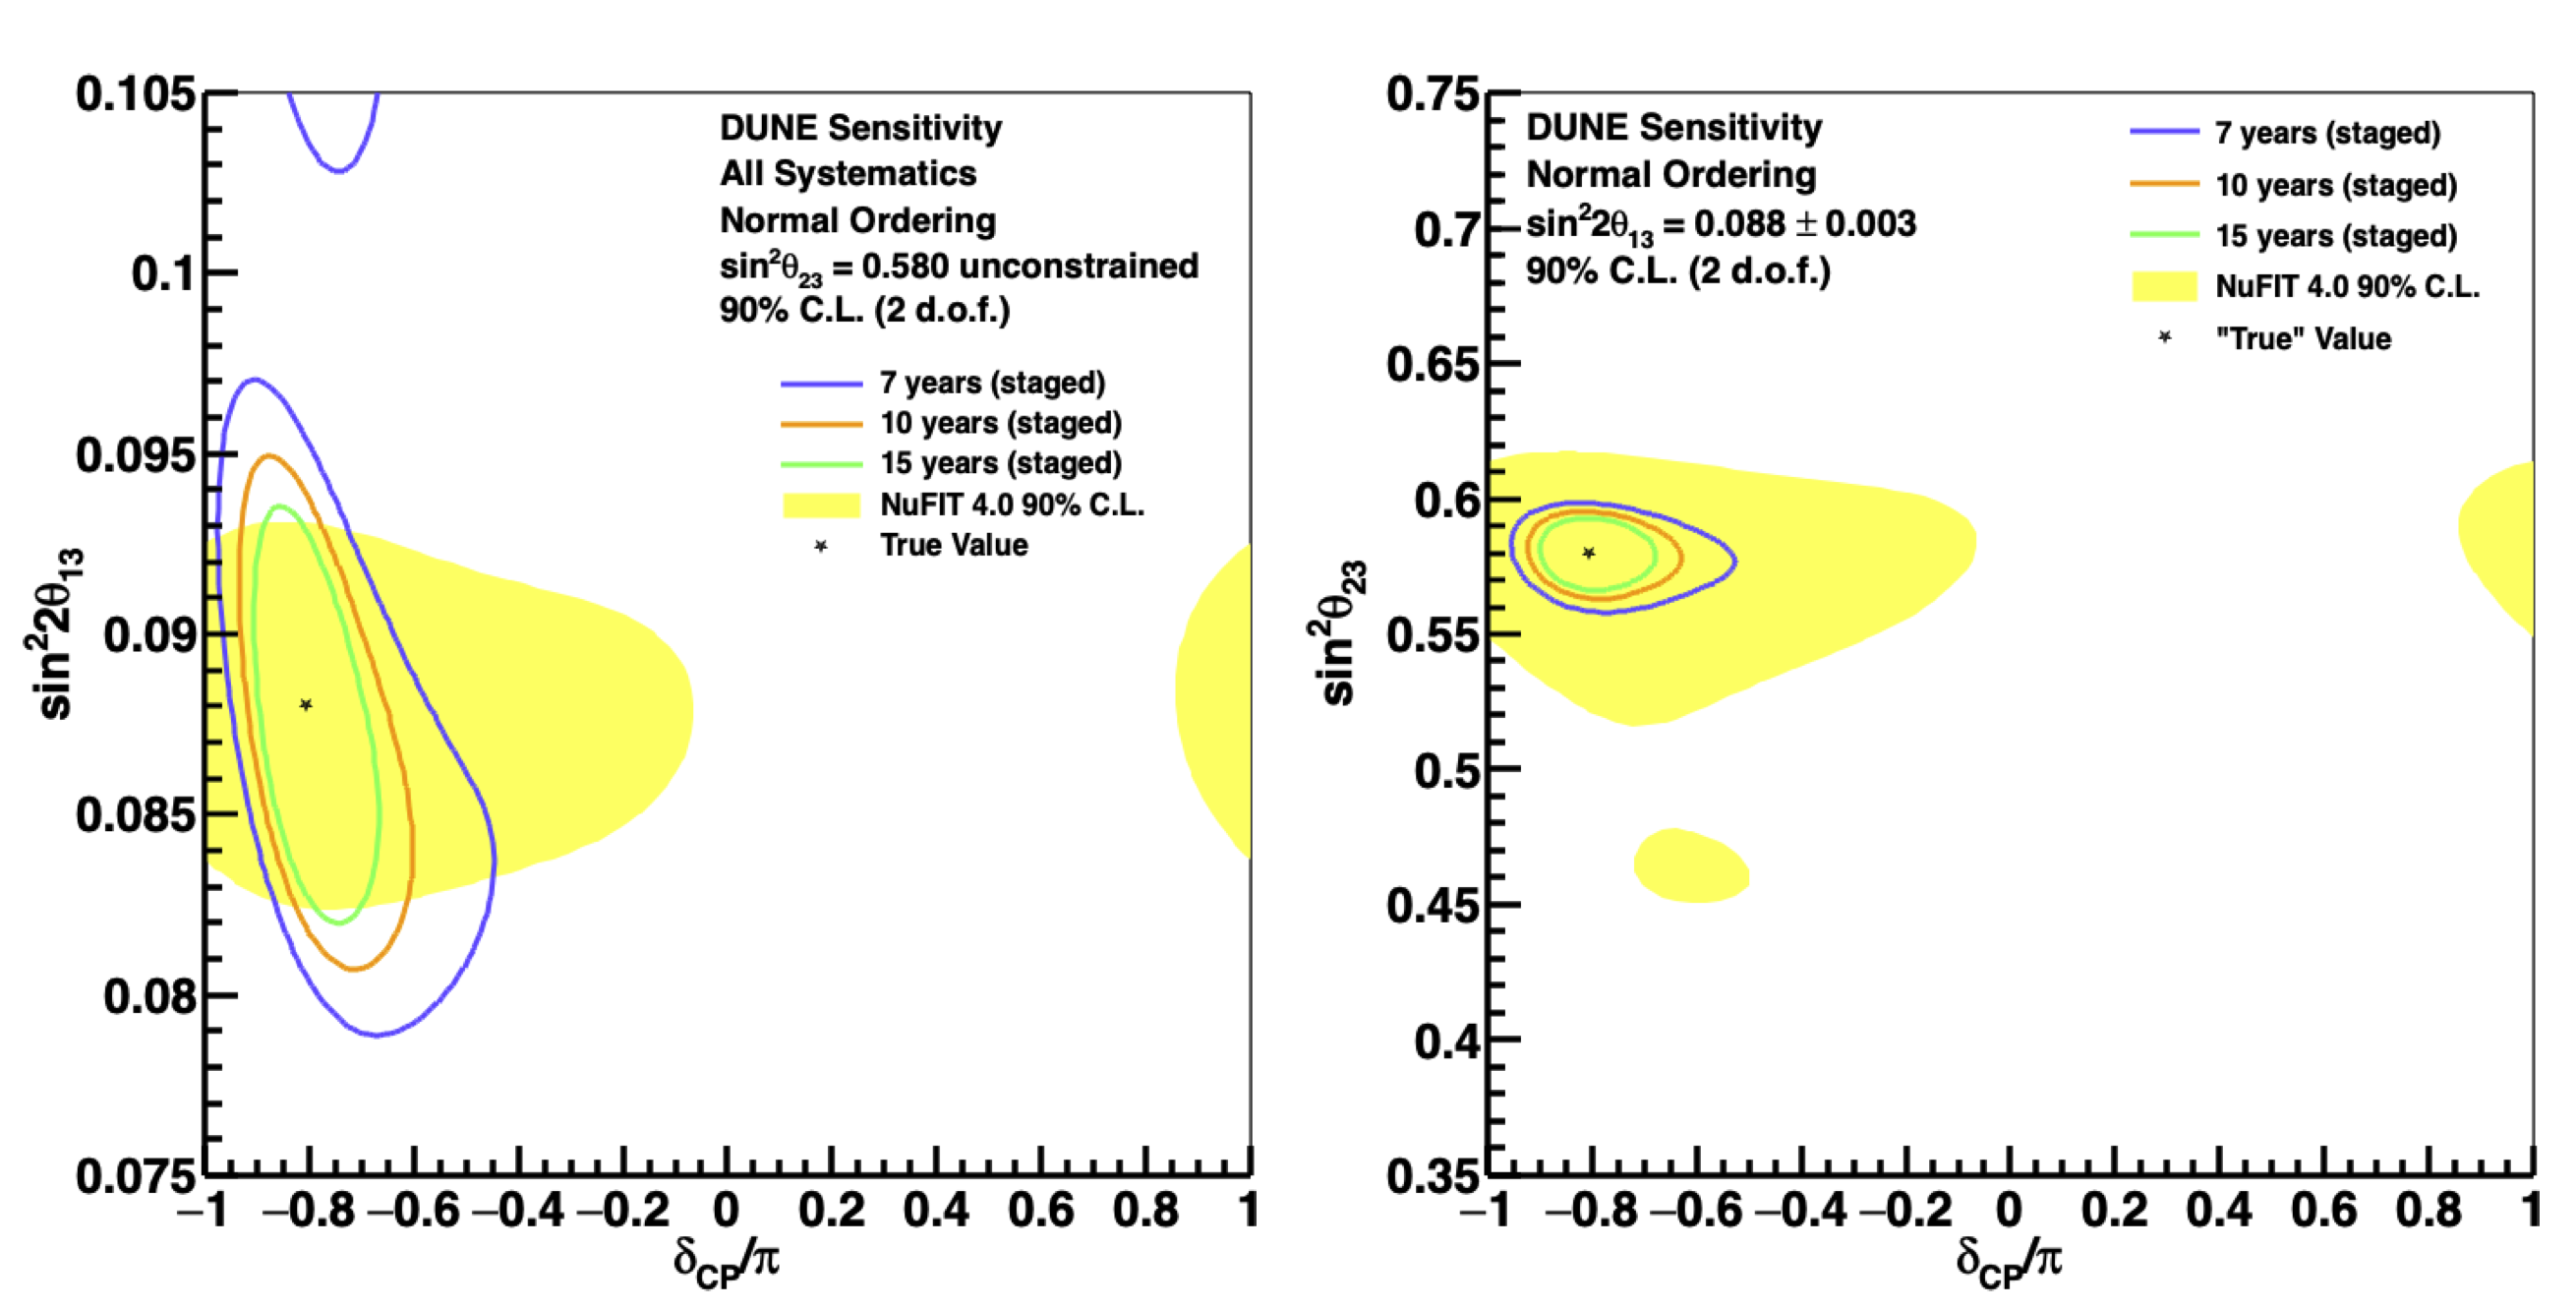 0.105
0.1
0.095
0.09
0.085
0.08
0.075
sin²2θ₁₃
DUNE Sensitivity
All Systematics
Normal Ordering
sin²θ₂₃ = 0.580 unconstrained
90% C.L. (2 d.o.f.)
7 years (staged)
10 years (staged)
15 years (staged)
NuFIT 4.0 90% C.L.
True Value
−1 −0.8 −0.6 −0.4 −0.2 0 0.2 0.4 0.6 0.8 1
δ_CP/π
0.75
0.7
0.65
0.6
0.55
0.5
0.45
0.4
0.35
sin²θ₂₃
DUNE Sensitivity
Normal Ordering
sin²2θ₁₃ = 0.088 ± 0.003
90% C.L. (2 d.o.f.)
7 years (staged)
10 years (staged)
15 years (staged)
NuFIT 4.0 90% C.L.
"True" Value
−1 −0.8 −0.6 −0.4 −0.2 0 0.2 0.4 0.6 0.8 1
δ_CP/π